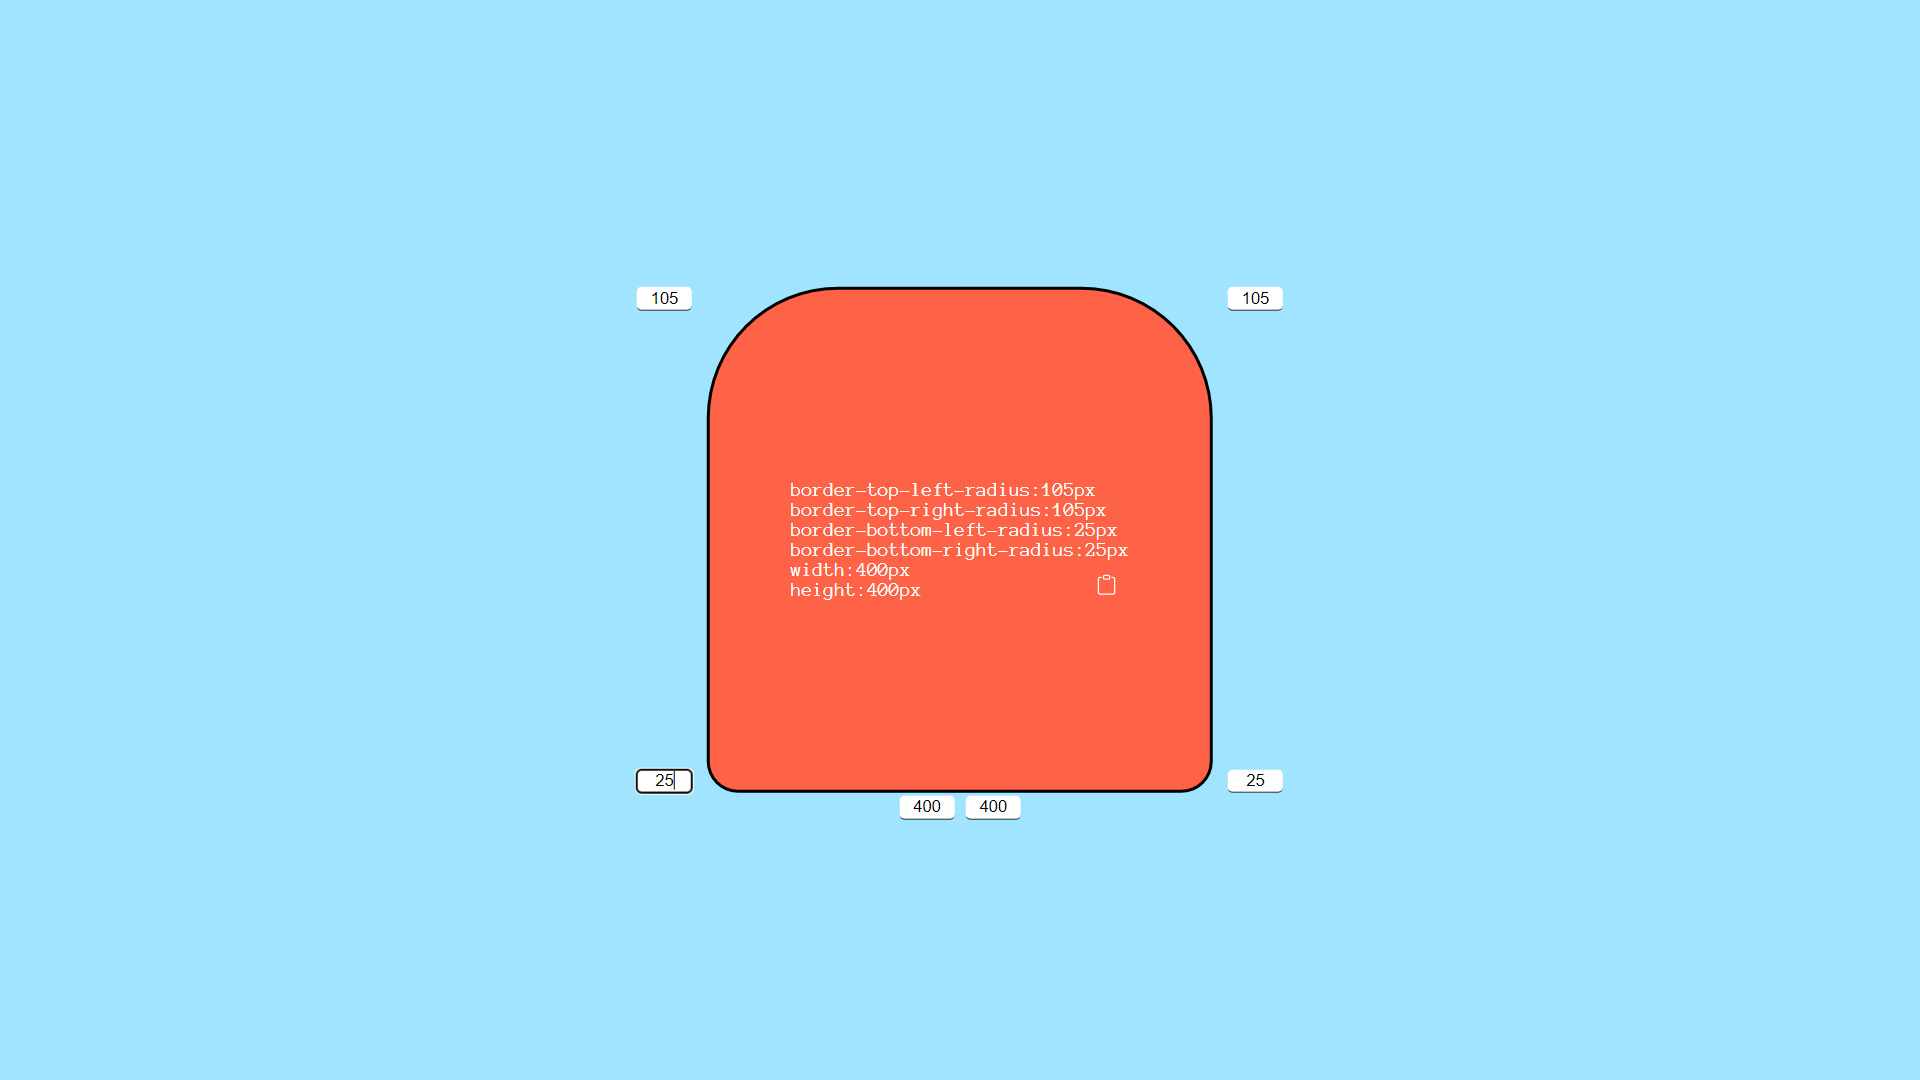 105
105
border-top-left-radius:105px
border-top-right-radius:105px
border-bottom-left-radius:25px
border-bottom-right-radius:25px
width:400px
height:400px
25
25
400
400